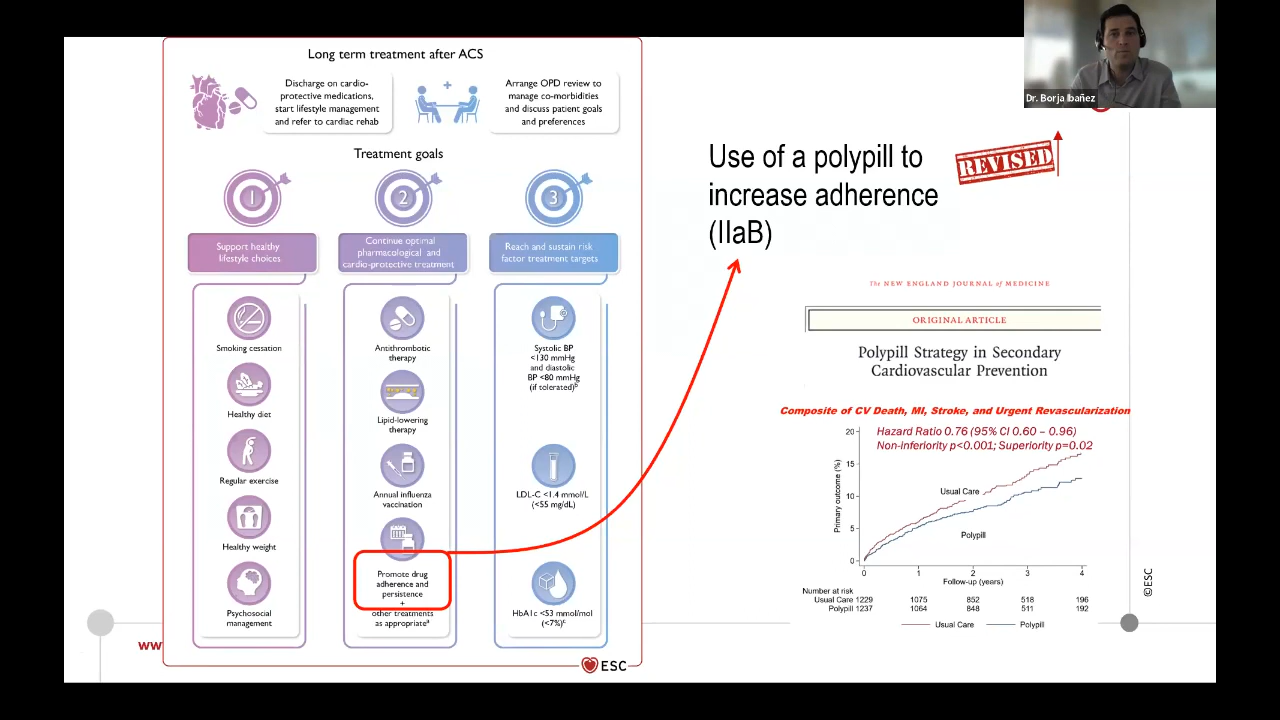 Dr. Borja Ibañez
Long term treatment after ACS
Discharge on cardio-
protective medications,
start lifestyle management
and refer to cardiac rehab
Arrange OPD review to
manage co-morbidities
and discuss patient goals
and preferences
Treatment goals
1
2
3
Support healthy
lifestyle choices
Continue optimal
pharmacological and
cardio-protective treatment
Reach and sustain risk
factor treatment targets
Smoking cessation
Healthy diet
Regular exercise
Healthy weight
Psychosocial
management
Antithrombotic
therapy
Lipid-lowering
therapy
Annual influenza
vaccination
Promote drug
adherence and
persistence
+
other treatments
as appropriateᵃ
Systolic BP
<130 mmHg
and diastolic
BP <80 mmHg
(if tolerated)ᵇ
LDL-C <1.4 mmol/L
(<55 mg/dL)
HbA1c <53 mmol/mol
(<7%)ᶜ
ESC
ww
Use of a polypill to
increase adherence
(IIaB)
REVISED
The NEW ENGLAND JOURNAL of MEDICINE
ORIGINAL ARTICLE
Polypill Strategy in Secondary
Cardiovascular Prevention
Composite of CV Death, MI, Stroke, and Urgent Revascularization
Hazard Ratio 0.76 (95% CI 0.60 – 0.96)
Non-inferiority p<0.001; Superiority p=0.02
Primary outcome (%)
20
15
10
5
0
Usual Care
Polypill
0 1 2 3 4
Follow-up (years)
Number at risk
Usual Care 1229 1075 852 518 196
Polypill 1237 1064 848 511 192
Usual Care Polypill
©ESC